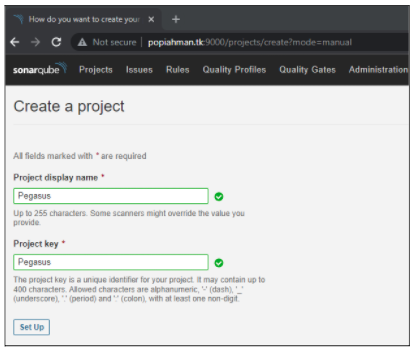 How do you want to create your
Not secure | popiahman.tk:9000/projects/create?mode=manual
sonarqube Projects Issues Rules Quality Profiles Quality Gates Administration
Create a project
All fields marked with * are required
Project display name *
Pegasus
Up to 255 characters. Some scanners might override the value you
provide.
Project key *
Pegasus
The project key is a unique identifier for your project. It may contain up to
400 characters. Allowed characters are alphanumeric, '-' (dash), '_'
(underscore), '.' (period) and ':' (colon), with at least one non-digit.
Set Up